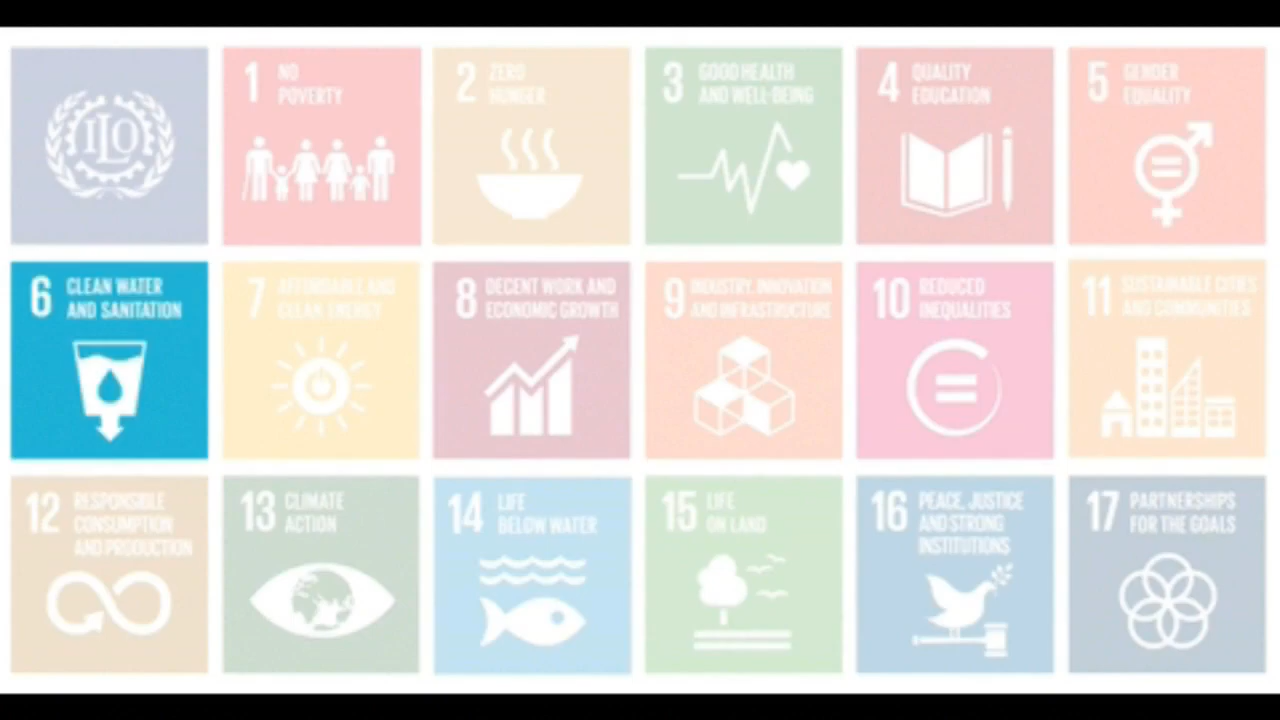 ILO
1 NO
POVERTY
2 ZERO
HUNGER
3 GOOD HEALTH
AND WELL-BEING
4 QUALITY
EDUCATION
5 GENDER
EQUALITY
6 CLEAN WATER
AND SANITATION
7 AFFORDABLE AND
CLEAN ENERGY
8 DECENT WORK AND
ECONOMIC GROWTH
9 INDUSTRY, INNOVATION
AND INFRASTRUCTURE
10 REDUCED
INEQUALITIES
11 SUSTAINABLE CITIES
AND COMMUNITIES
12 RESPONSIBLE
CONSUMPTION
AND PRODUCTION
13 CLIMATE
ACTION
14 LIFE
BELOW WATER
15 LIFE
ON LAND
16 PEACE, JUSTICE
AND STRONG
INSTITUTIONS
17 PARTNERSHIPS
FOR THE GOALS